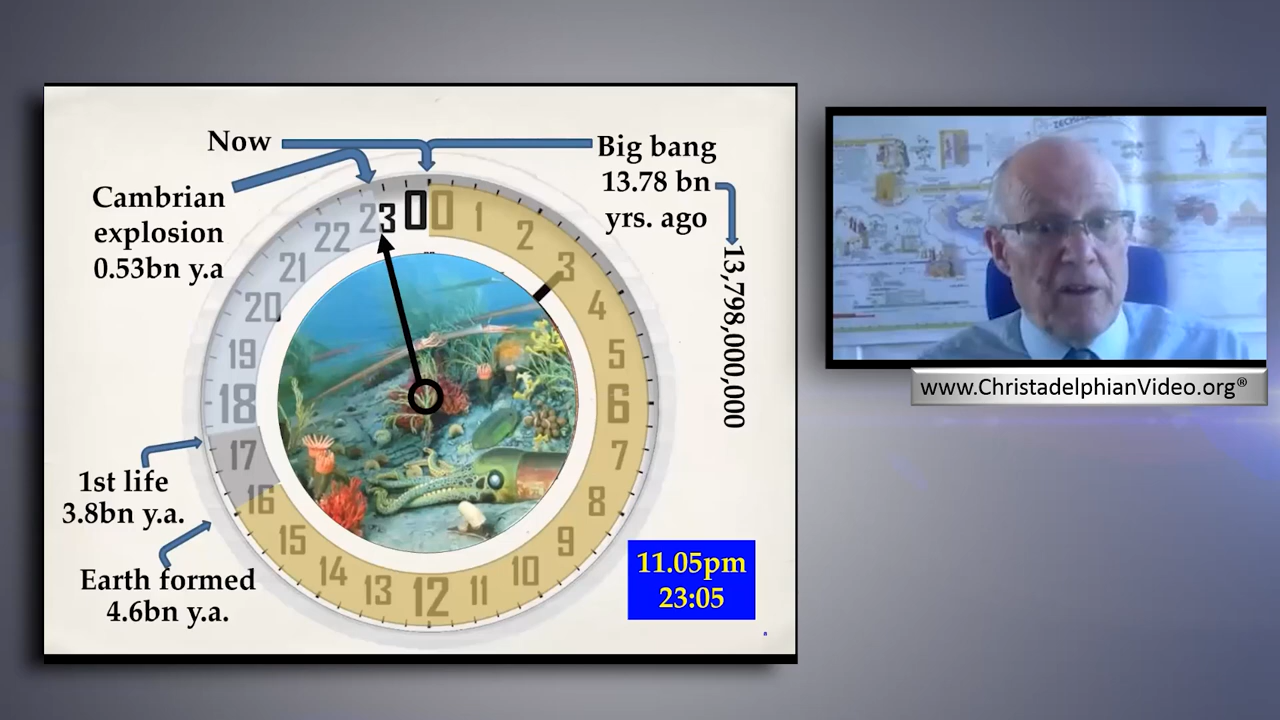 Now
Big bang
13.78 bn
yrs. ago
13,798,000,000
Cambrian
explosion
0.53bn y.a
0
0
1
2
3
4
5
6
7
8
9
10
11
12
13
14
15
16
17
18
19
20
21
22
23
1st life
3.8bn y.a.
Earth formed
4.6bn y.a.
11.05pm
23:05
www.ChristadelphianVideo.org®